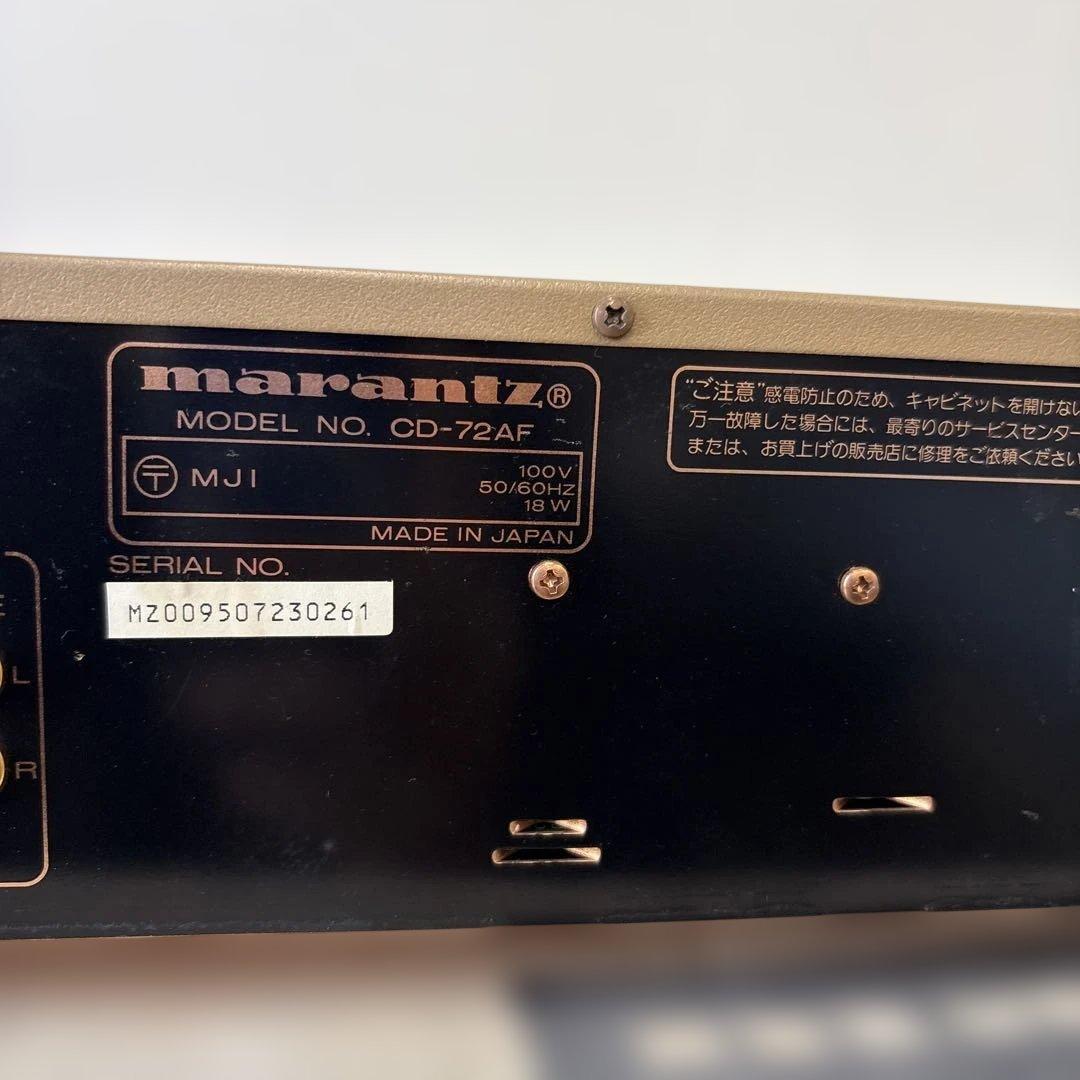 marantz®
MODEL NO. CD-72AF
〒 MJI
100V
50/60HZ
18 W
MADE IN JAPAN
SERIAL NO.
MZ009507230261
L
R
"ご注意"感電防止のため、キャビネットを開けない
万一故障した場合には、最寄りのサービスセンター
または、お買上げの販売店に修理をご依頼ください